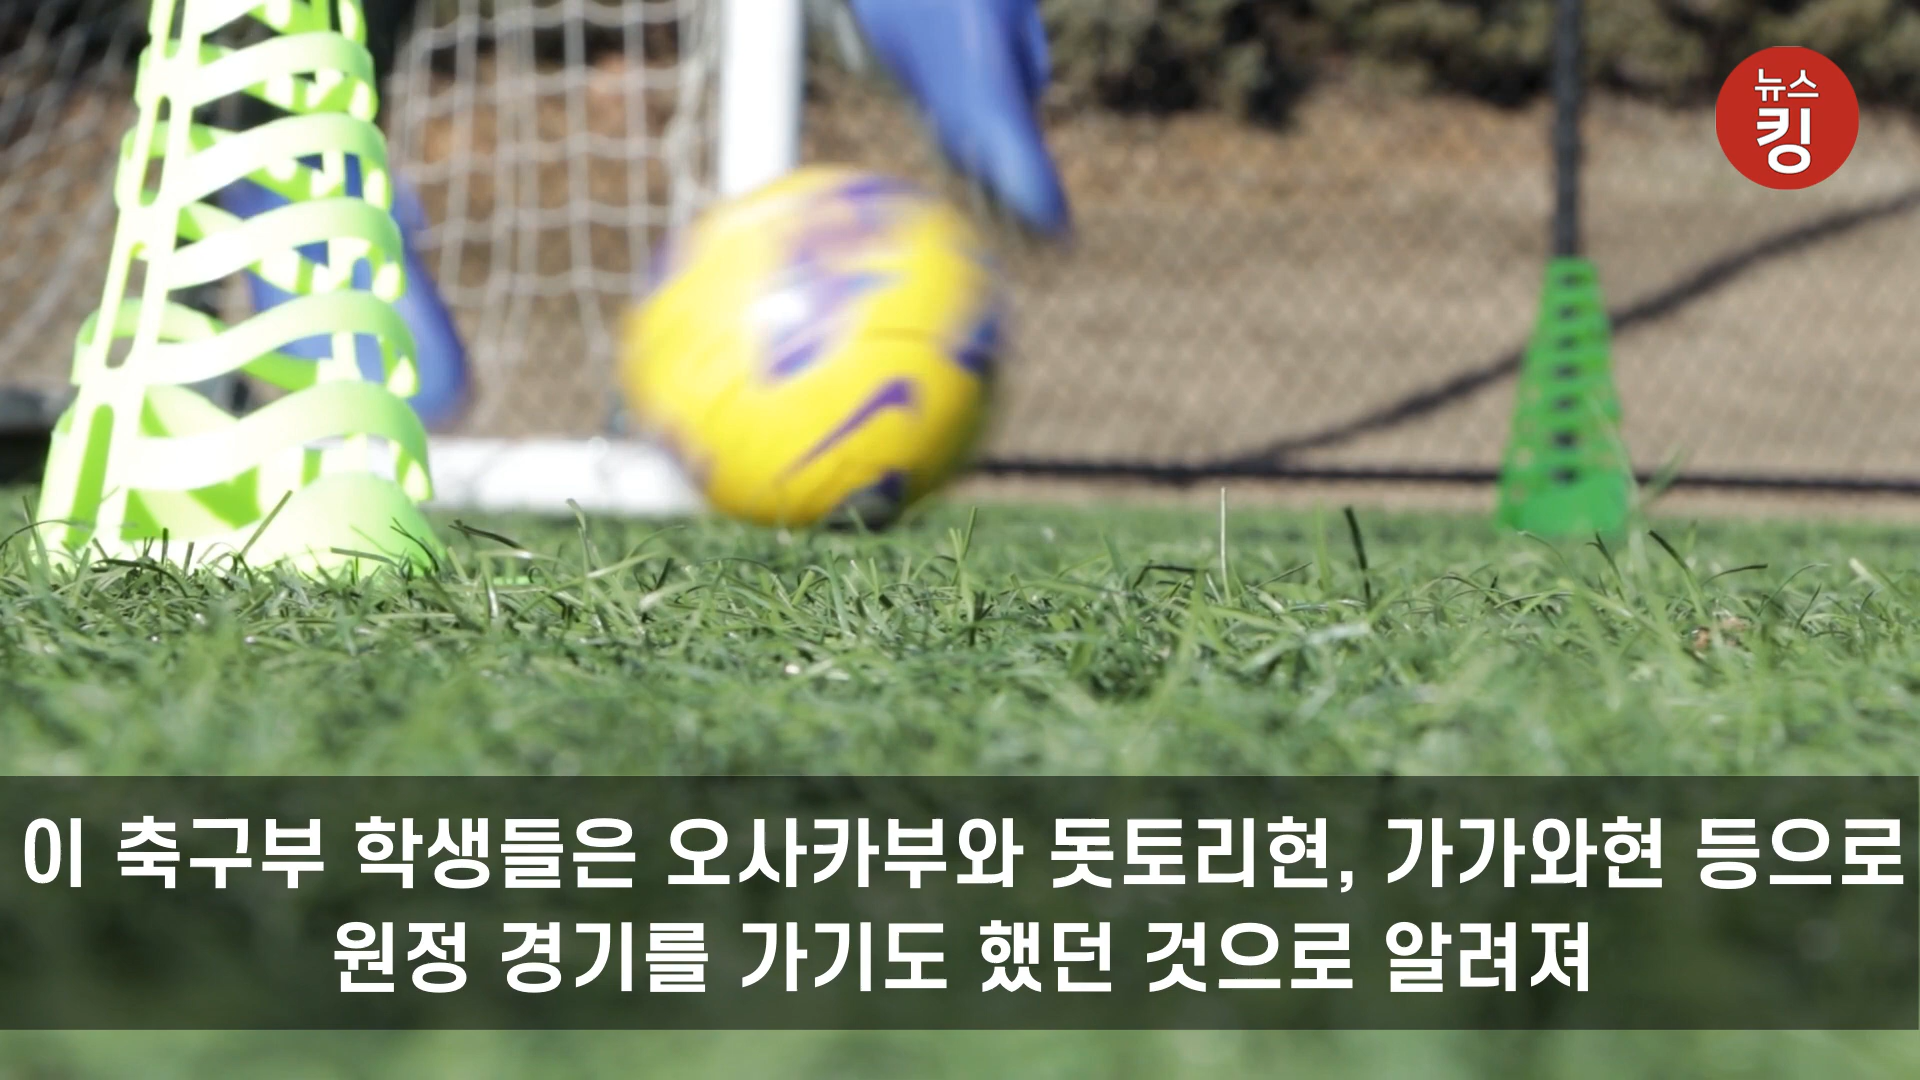 뉴스
킹
이 축구부 학생들은 오사카부와 돗토리현, 가가와현 등으로
원정 경기를 가기도 했던 것으로 알려져